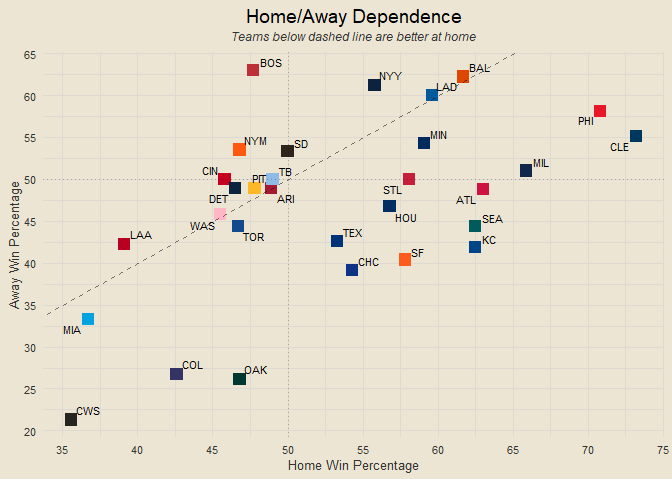 Home/Away Dependence
Teams below dashed line are better at home
65
60
55
50
45
40
35
30
25
20
Away Win Percentage
BOS
NYY
BAL
LAD
PHI
CLE
MIN
NYM
SD
MIL
CIN
PIT
TB
STL
DET
ARI
ATL
HOU
WAS
TOR
SEA
LAA
TEX
KC
SF
CHC
MIA
COL
OAK
CWS
35
40
45
50
55
60
65
70
75
Home Win Percentage